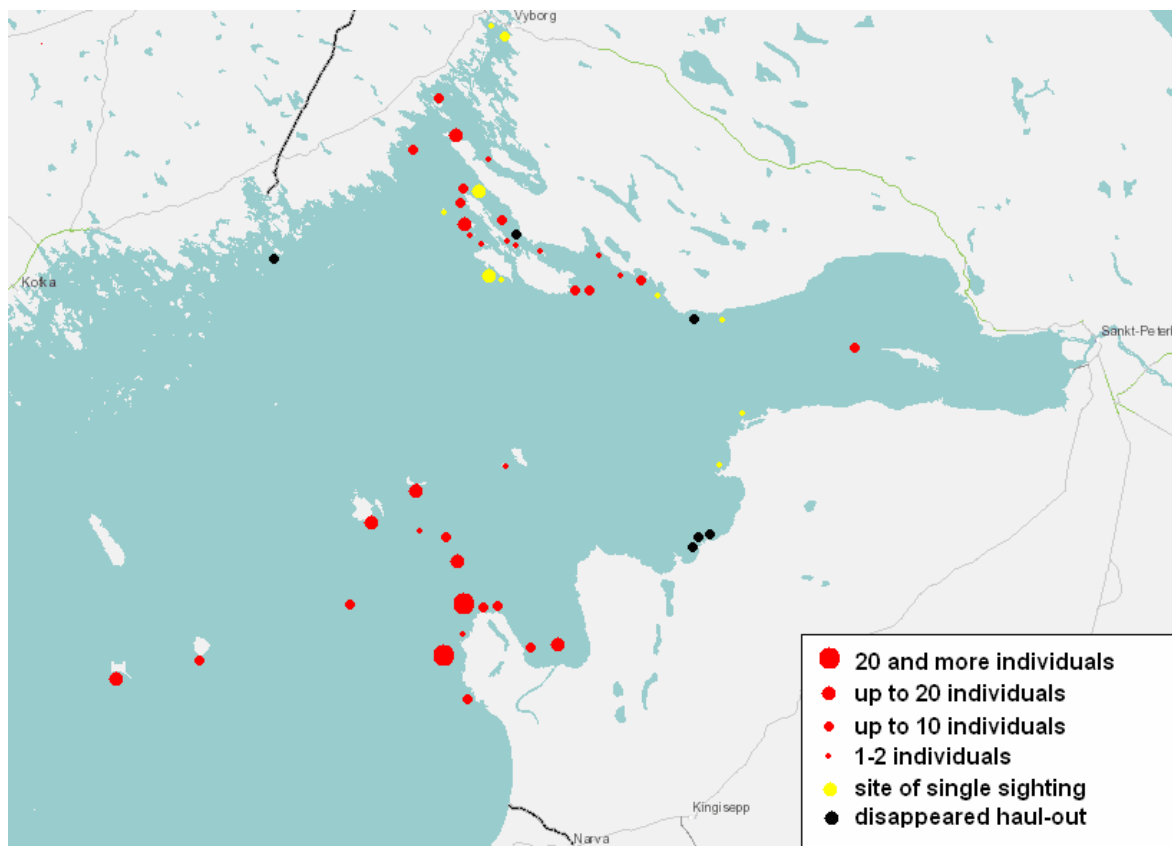 Vyborg
Kotka
Sankt-Peterl
20 and more individuals
up to 20 individuals
up to 10 individuals
1-2 individuals
site of single sighting
disappeared haul-out
Kingisepp
Narva